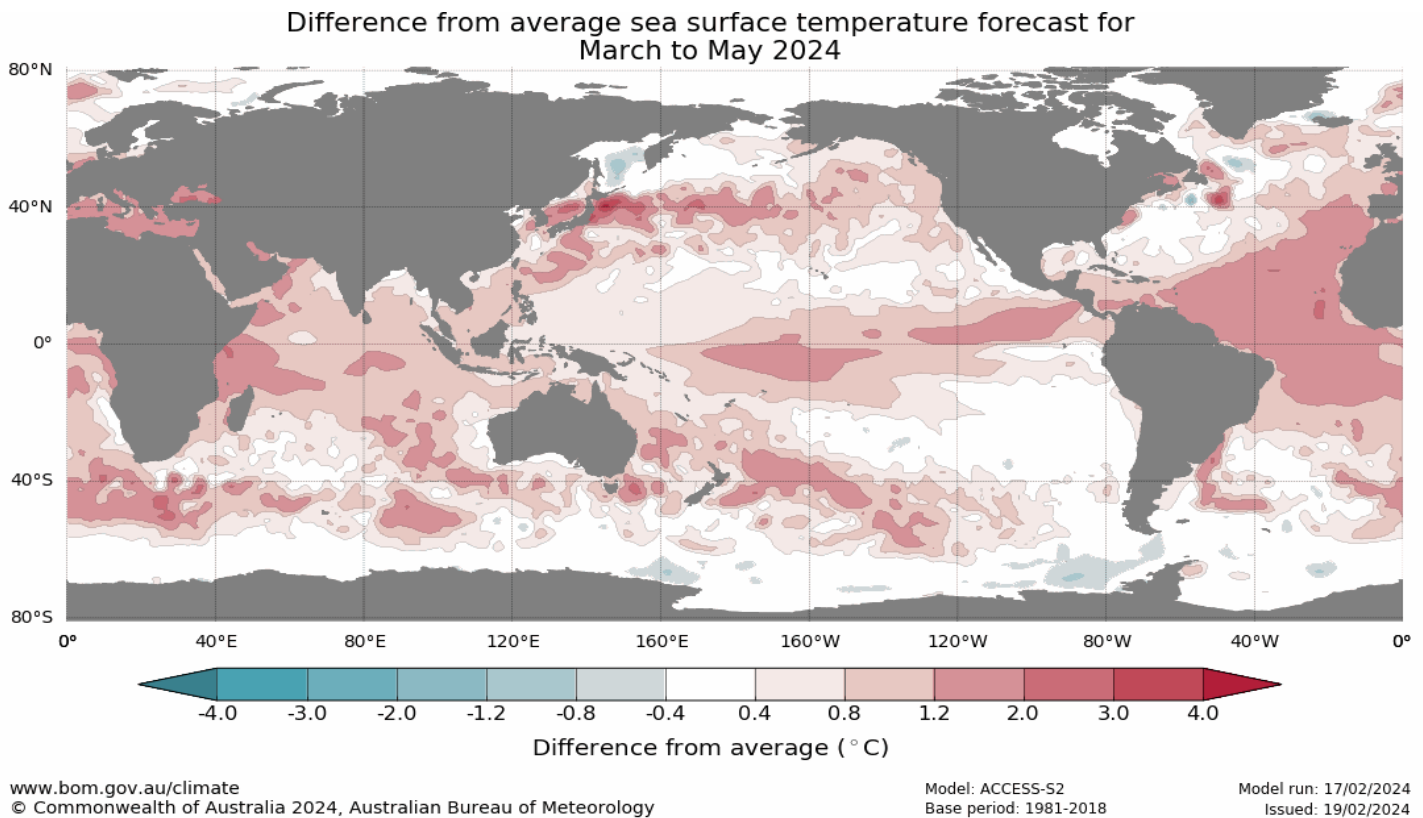 Difference from average sea surface temperature forecast for
March to May 2024
80°N
40°N
0°
40°S
80°S
0° 40°E 80°E 120°E 160°E 160°W 120°W 80°W 40°W 0°
-4.0 -3.0 -2.0 -1.2 -0.8 -0.4 0.4 0.8 1.2 2.0 3.0 4.0
Difference from average (°C)
www.bom.gov.au/climate
© Commonwealth of Australia 2024, Australian Bureau of Meteorology
Model: ACCESS-S2
Base period: 1981-2018
Model run: 17/02/2024
Issued: 19/02/2024